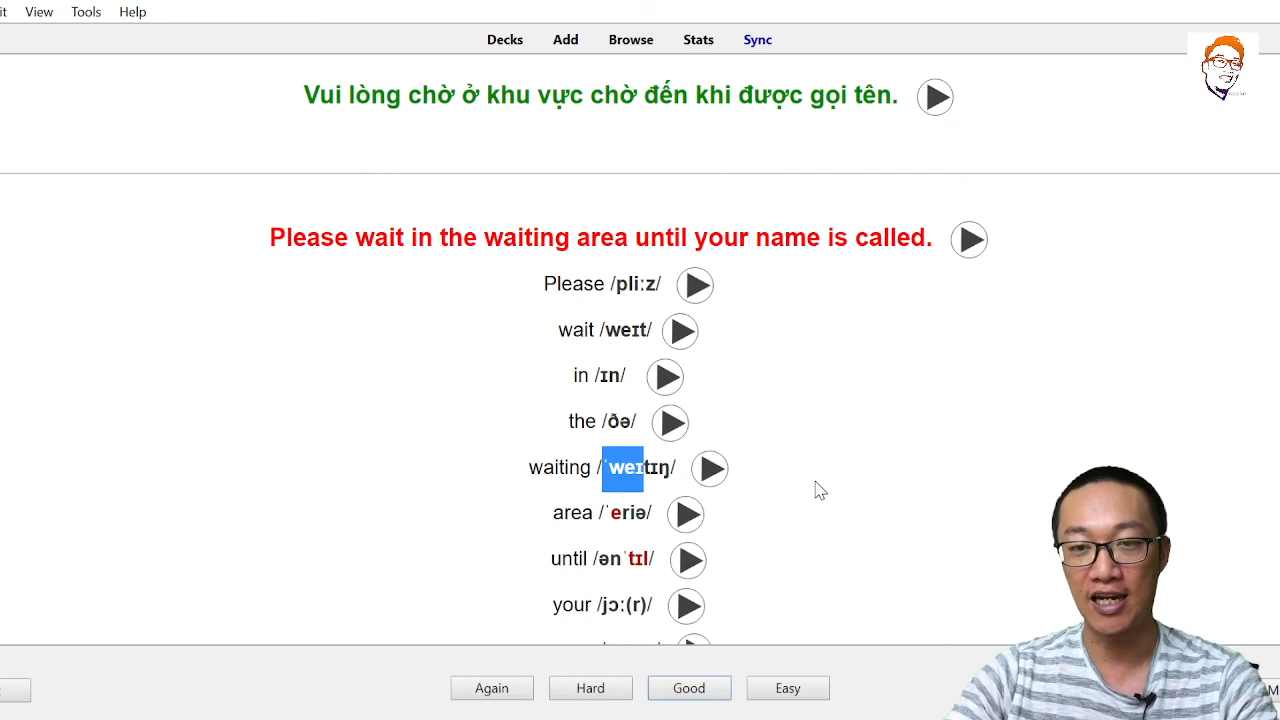 it View Tools Help
Decks Add Browse Stats Sync
Vui lòng chờ ở khu vực chờ đến khi được gọi tên.
Please wait in the waiting area until your name is called.
Please /pliːz/
wait /weɪt/
in /ɪn/
the /ðə/
waiting /ˈweɪtɪŋ/
area /ˈeriə/
until /ənˈtɪl/
your /jɔː(r)/
Again Hard Good Easy M